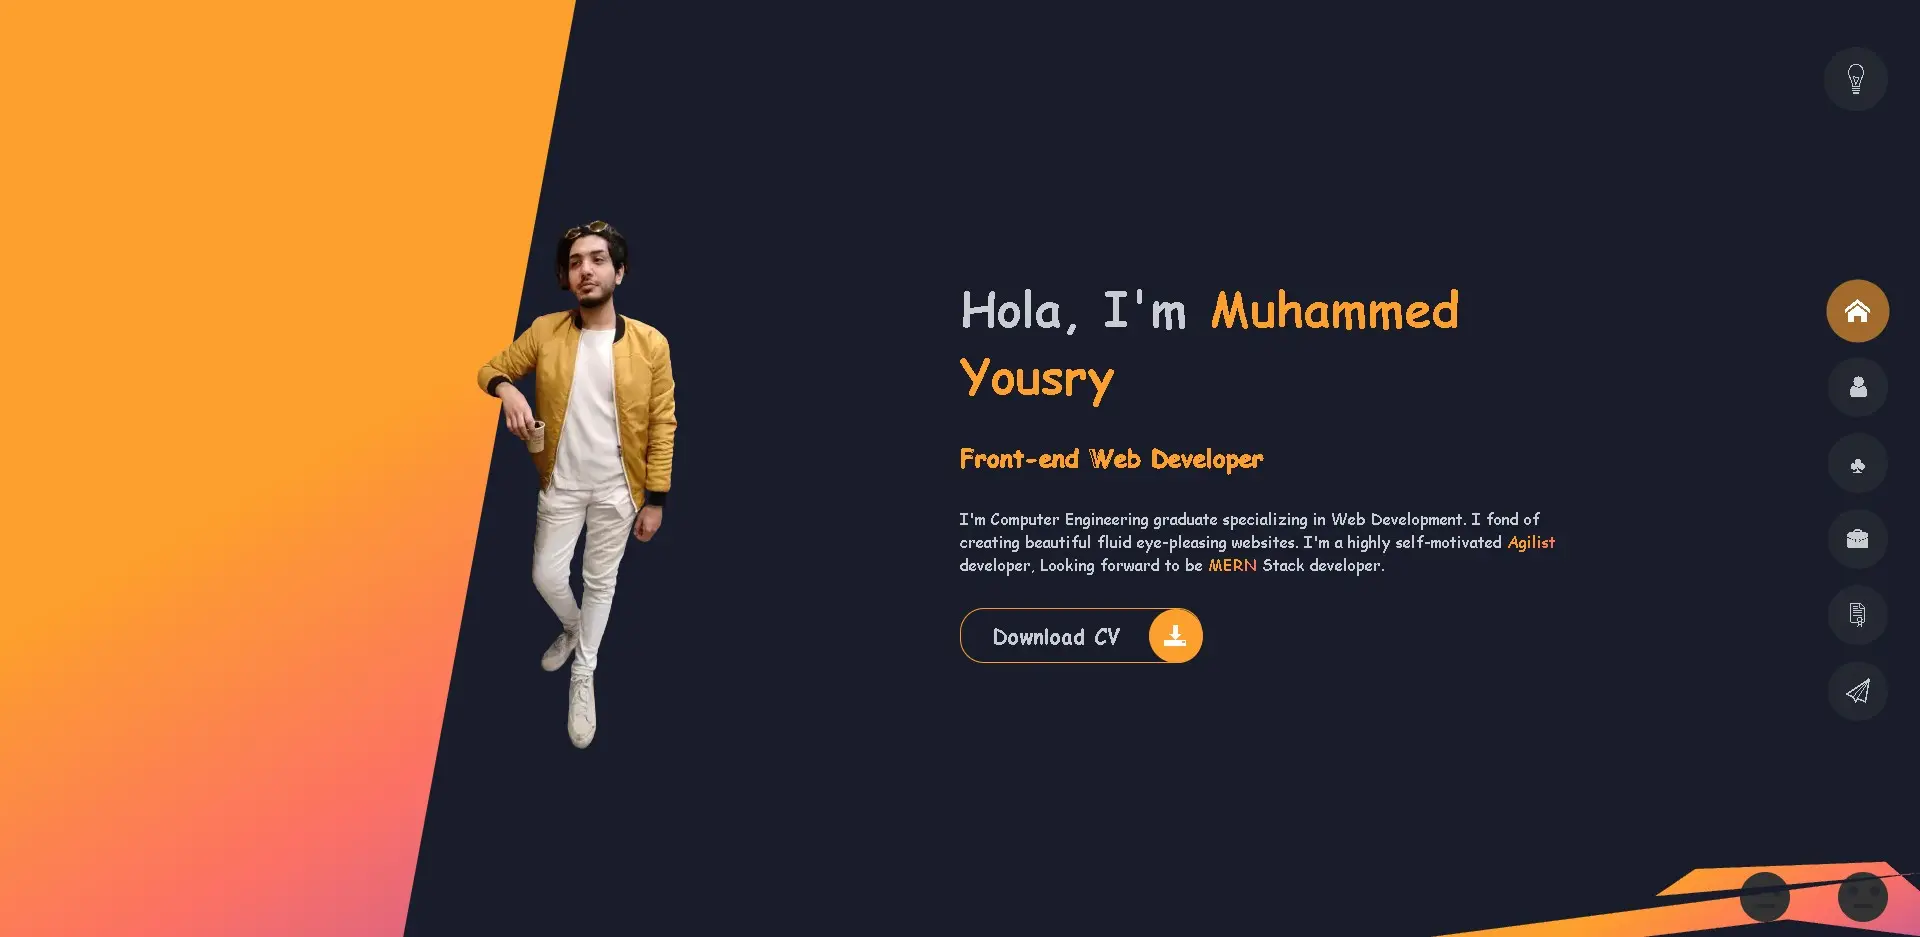 Hola, I'm Muhammed
Yousry
Front-end Web Developer
I'm Computer Engineering graduate specializing in Web Development. I fond of
creating beautiful fluid eye-pleasing websites. I'm a highly self-motivated Agilist
developer, Looking forward to be MERN Stack developer.
Download CV